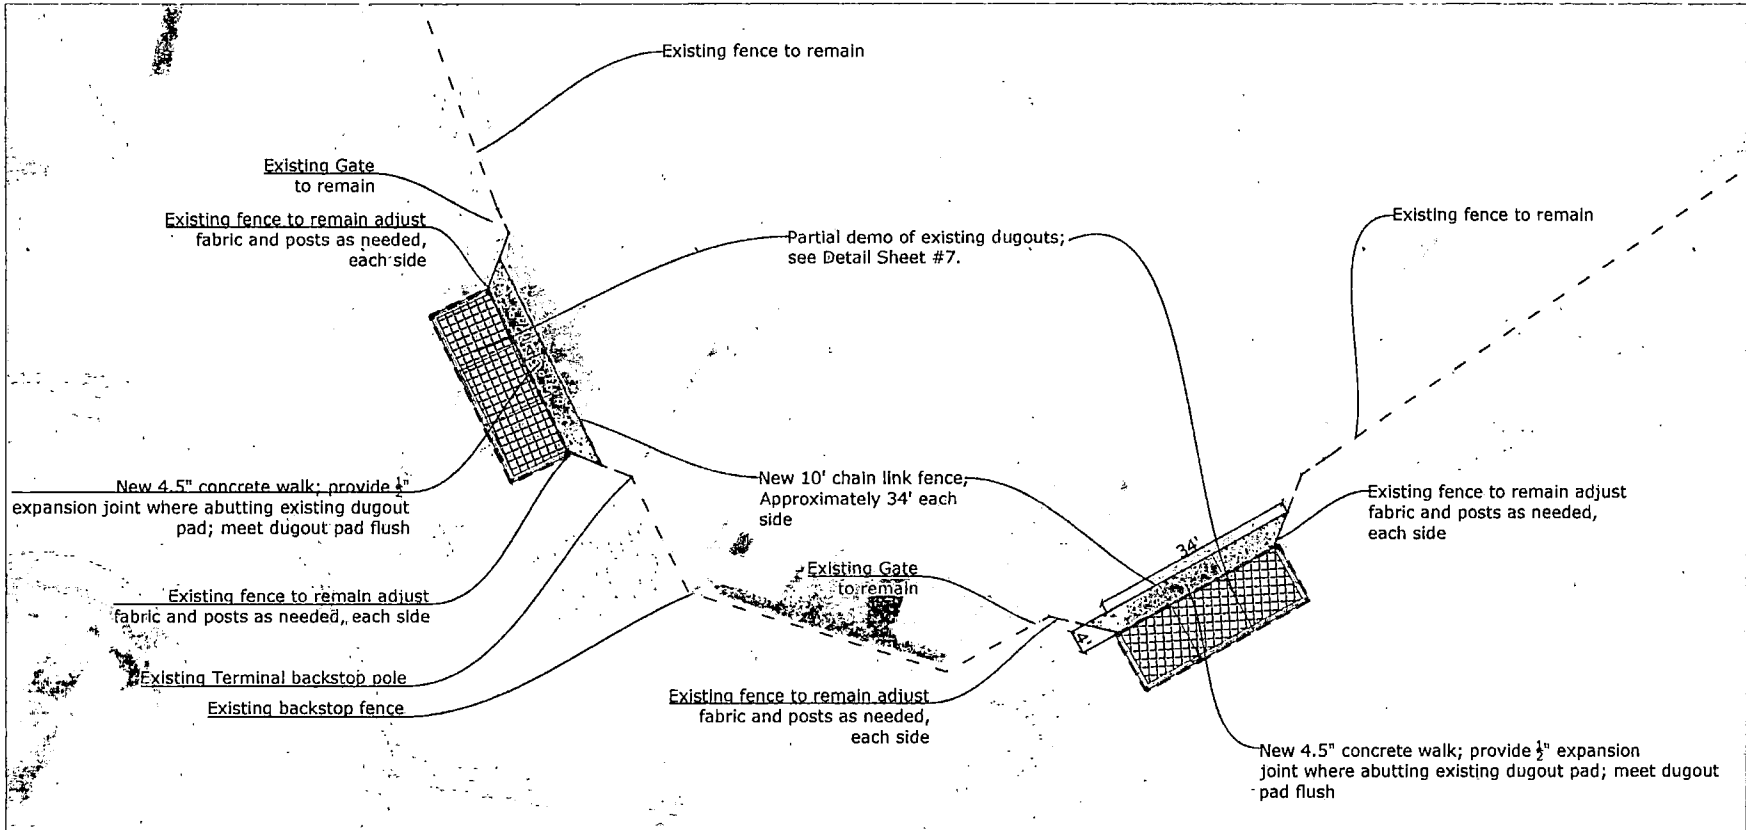 Existing fence to remain
Existing Gate
to remain
Existing fence to remain adjust
fabric and posts as needed,
each side
Partial demo of existing dugouts;
see Detail Sheet #7.
Existing fence to remain
New 4.5" concrete walk; provide ½"
expansion joint where abutting existing dugout
pad; meet dugout pad flush
New 10' chain link fence;
Approximately 34' each
side
Existing fence to remain adjust
fabric and posts as needed,
each side
34'
4'
Existing Gate
to remain
Existing fence to remain adjust
fabric and posts as needed, each side
Existing Terminal backstop pole
Existing backstop fence
Existing fence to remain adjust
fabric and posts as needed,
each side
New 4.5" concrete walk; provide ½" expansion
joint where abutting existing dugout pad; meet dugout
pad flush